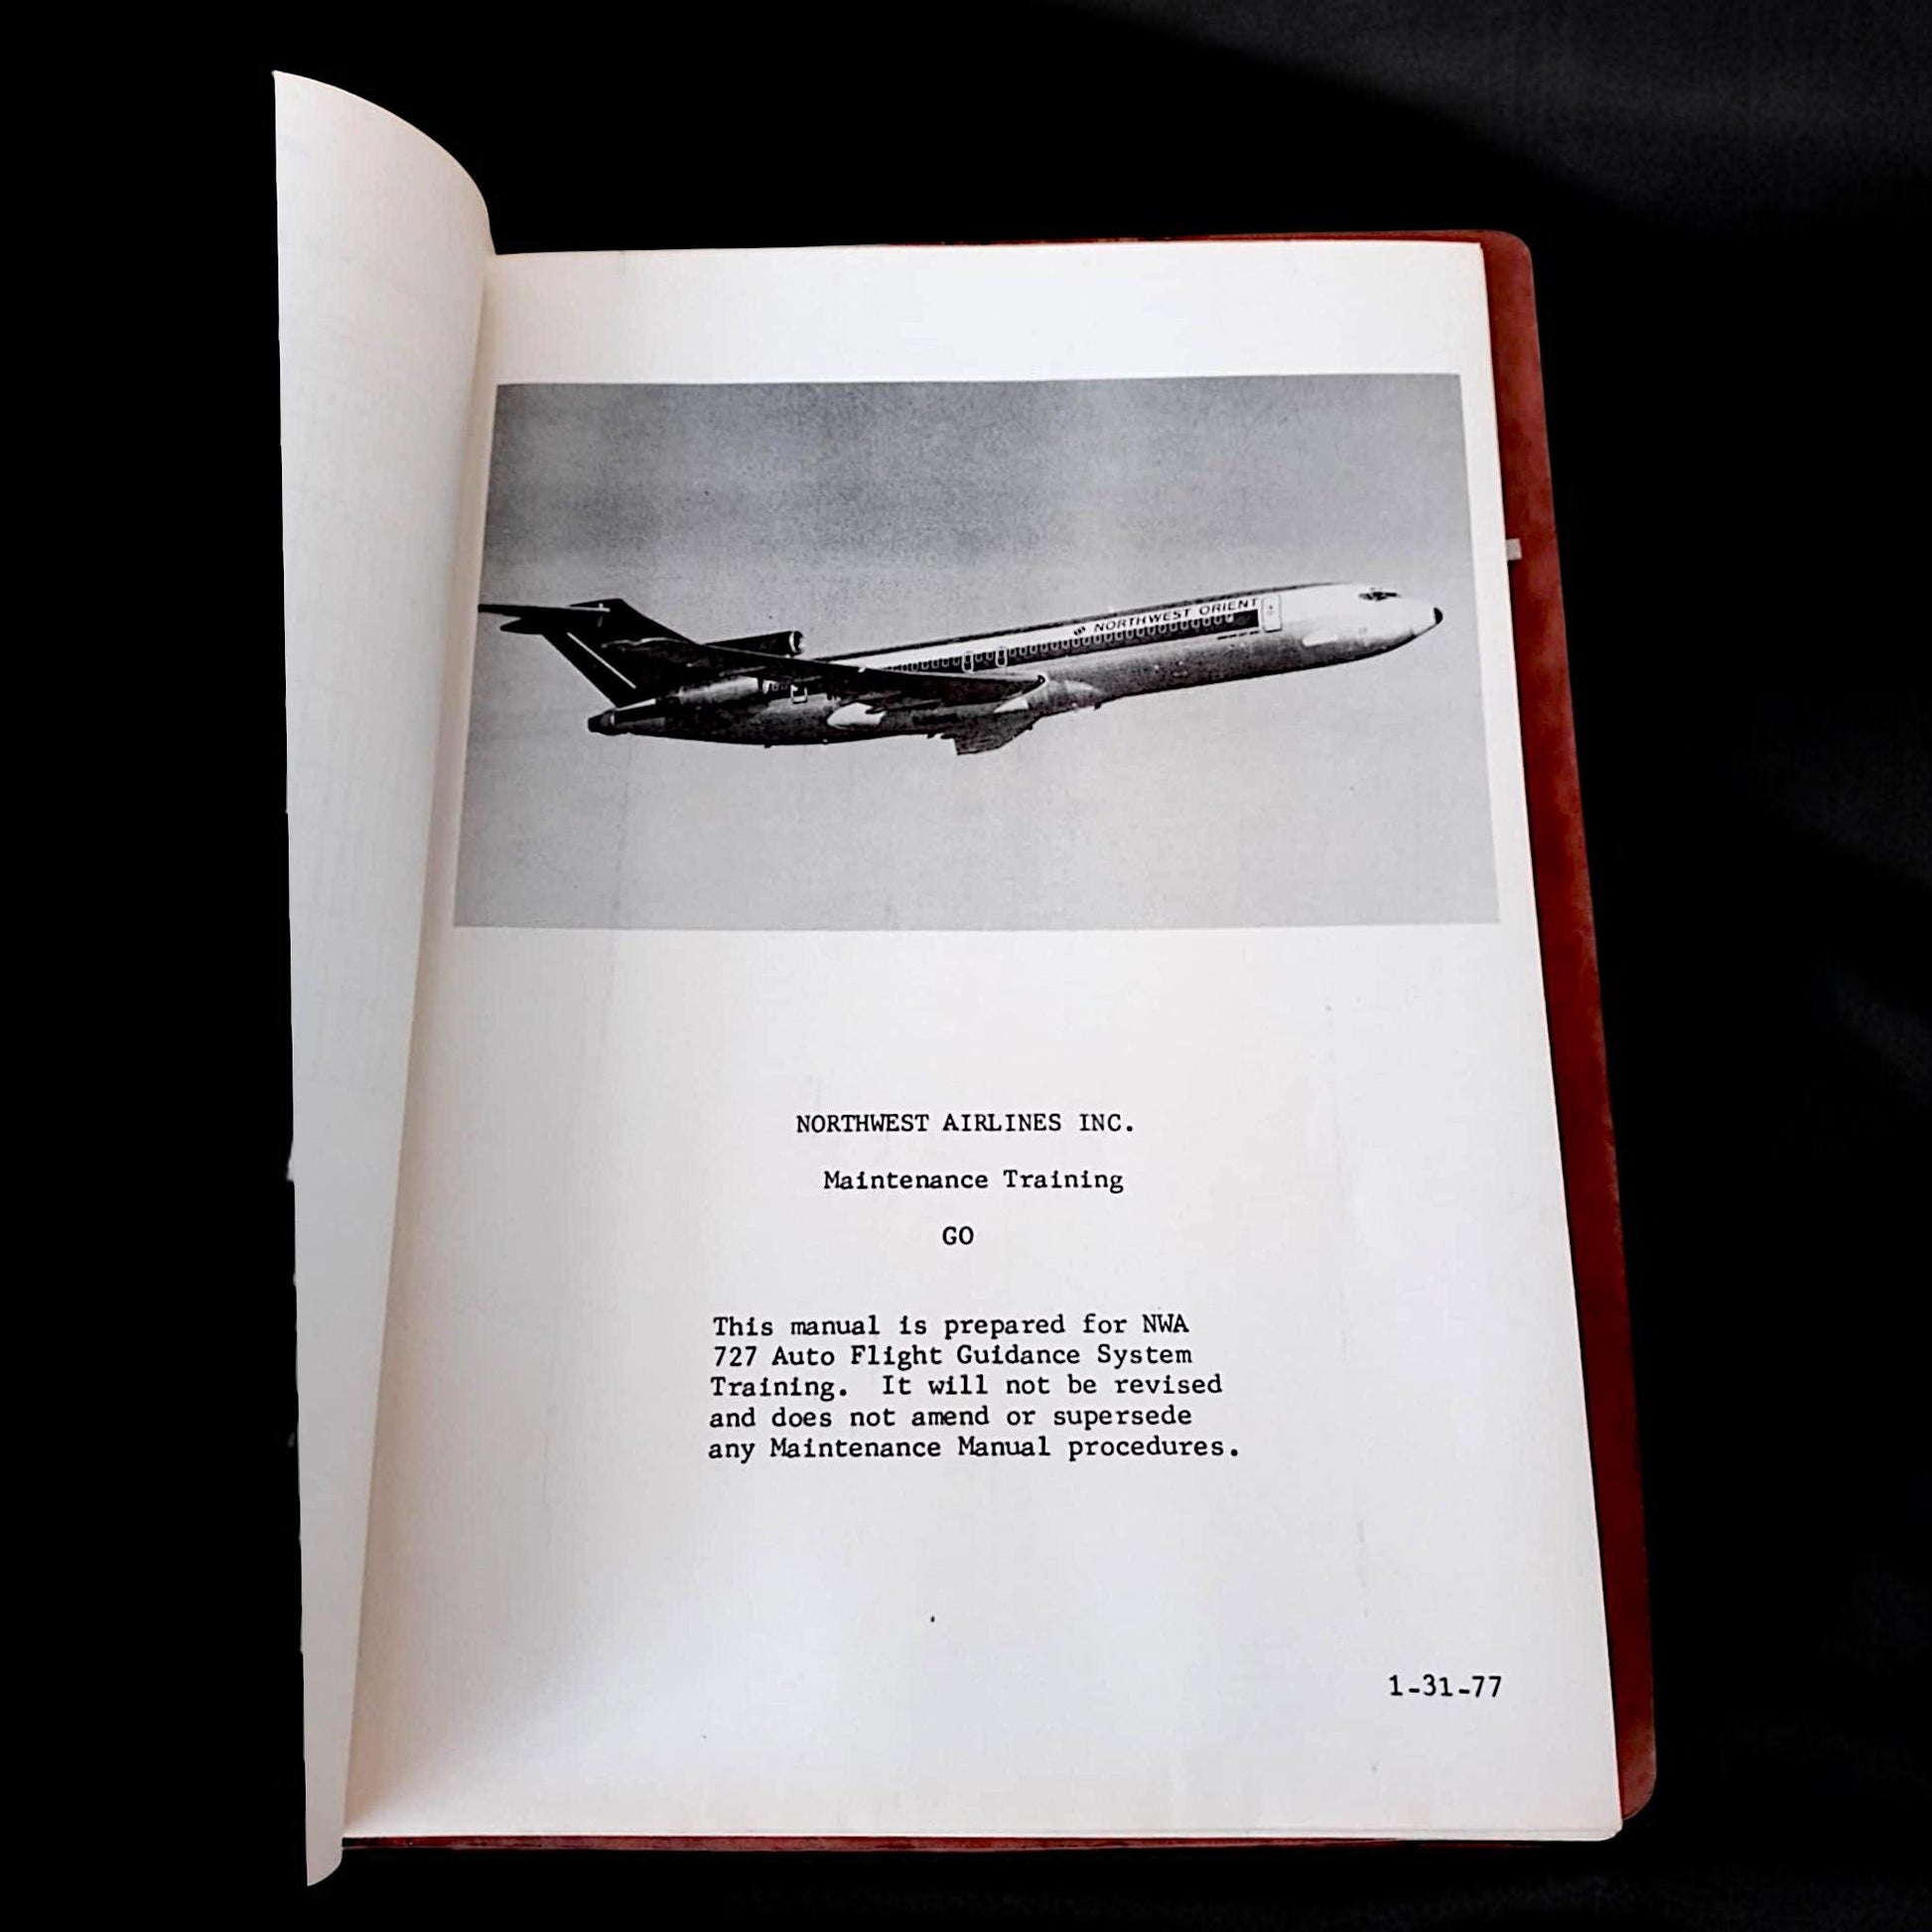 NORTHWEST ORIENT
NORTHWEST AIRLINES INC.
Maintenance Training
GO
This manual is prepared for NWA
727 Auto Flight Guidance System
Training. It will not be revised
and does not amend or supersede
any Maintenance Manual procedures.
1-31-77